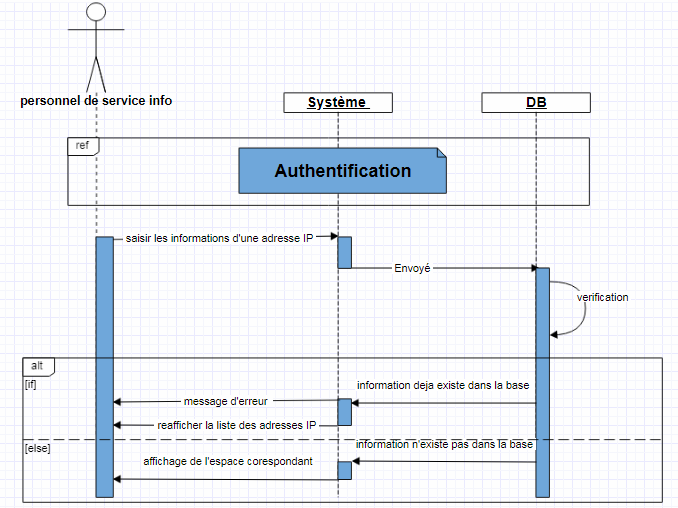 personnel de service info
Système
DB
ref
Authentification
saisir les informations d'une adresse IP
Envoyé
verification
alt
[if]
information deja existe dans la base
message d'erreur
reafficher la liste des adresses IP
[else]
information n'existe pas dans la base
affichage de l'espace corespondant